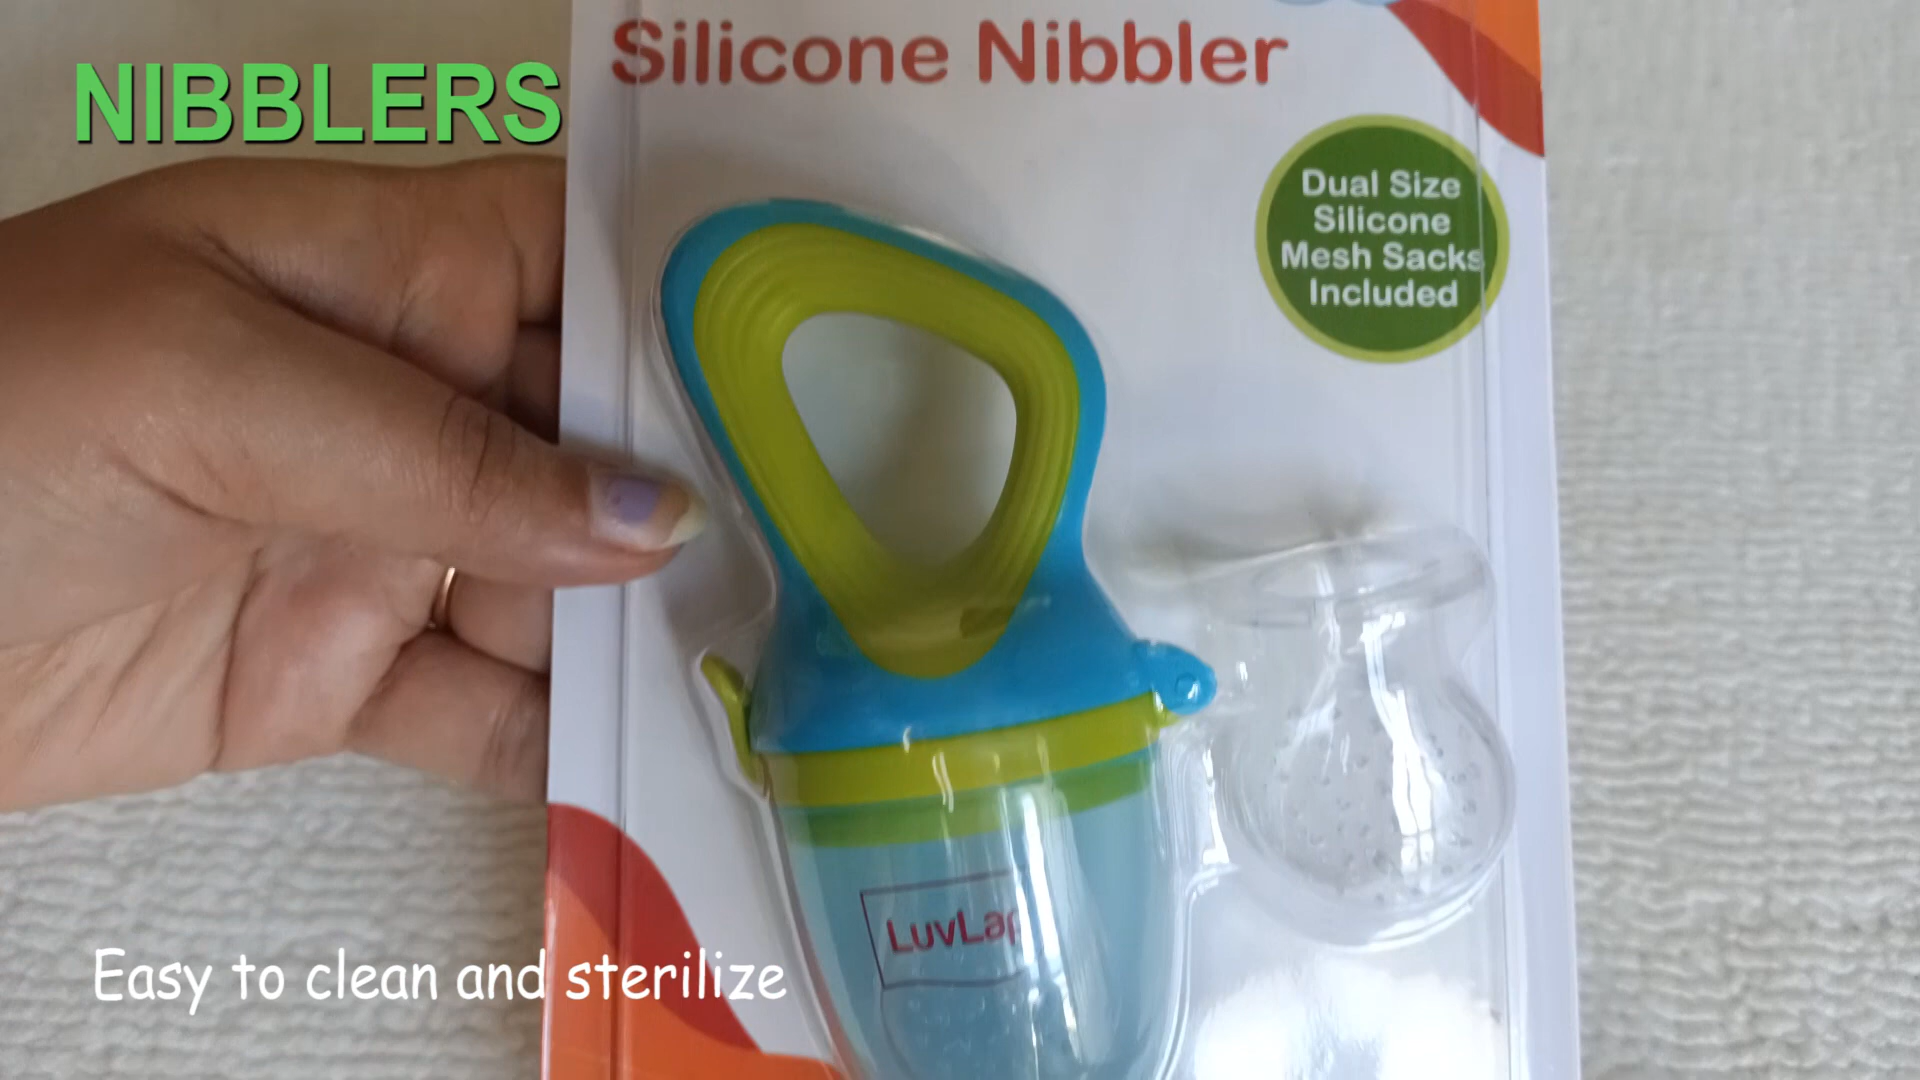 Silicone Nibbler
NIBBLERS
Dual Size
Silicone
Mesh Sacks
Included
LuvLap
Easy to clean and sterilize